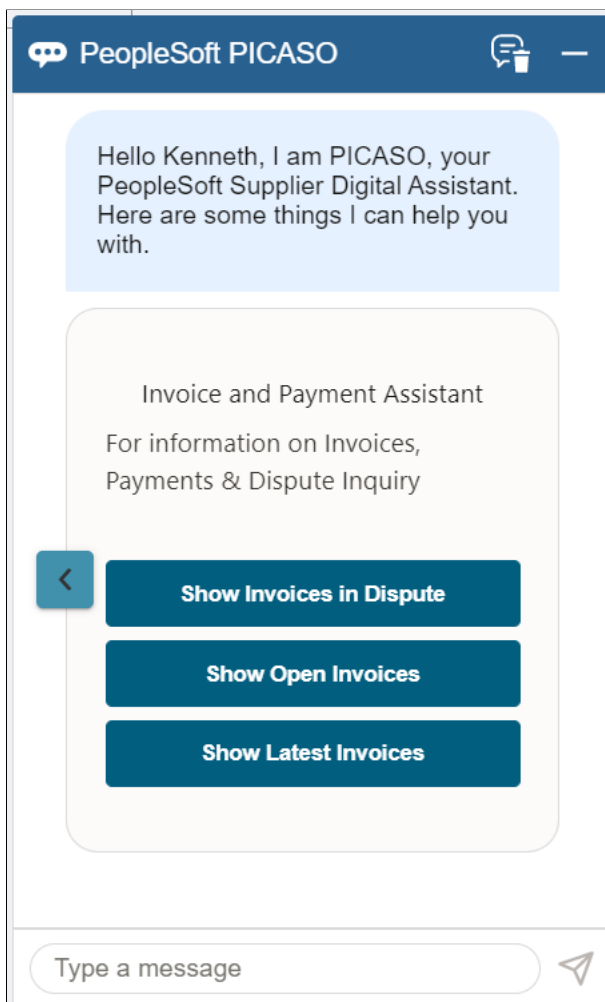 PeopleSoft PICASO
Hello Kenneth, I am PICASO, your
PeopleSoft Supplier Digital Assistant.
Here are some things I can help you
with.
Invoice and Payment Assistant
For information on Invoices,
Payments & Dispute Inquiry
Show Invoices in Dispute
Show Open Invoices
Show Latest Invoices
Type a message